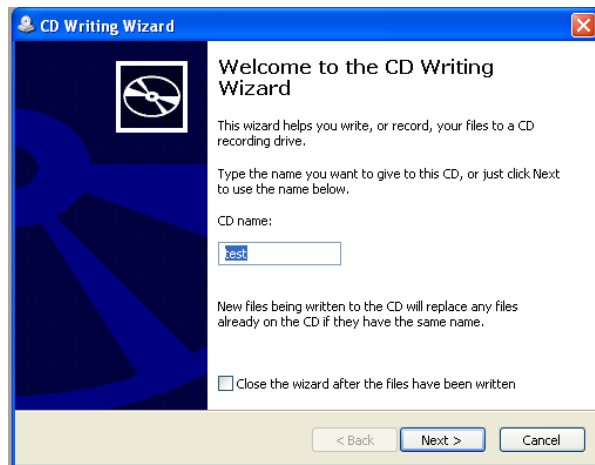 CD Writing Wizard
Welcome to the CD Writing
Wizard
This wizard helps you write, or record, your files to a CD
recording drive.
Type the name you want to give to this CD, or just click Next
to use the name below.
CD name:
test
New files being written to the CD will replace any files
already on the CD if they have the same name.
Close the wizard after the files have been written
< Back
Next >
Cancel